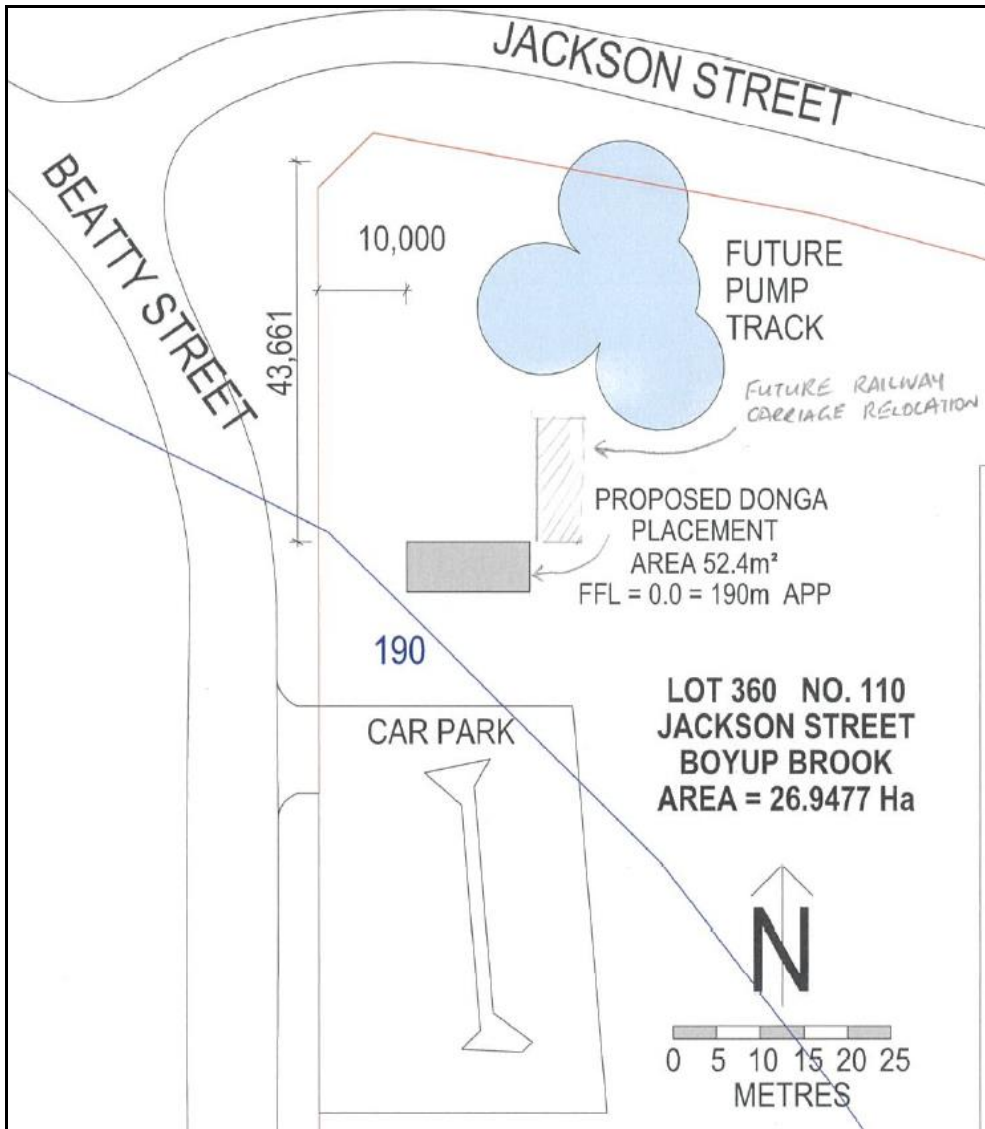 JACKSON STREET
BEATTY STREET
10,000
43,661
FUTURE
PUMP
TRACK
FUTURE RAILWAY
CARRIAGE RELOCATION
PROPOSED DONGA
PLACEMENT
AREA 52.4m²
FFL = 0.0 = 190m APP
190
CAR PARK
LOT 360 NO. 110
JACKSON STREET
BOYUP BROOK
AREA = 26.9477 Ha
N
0 5 10 15 20 25
METRES